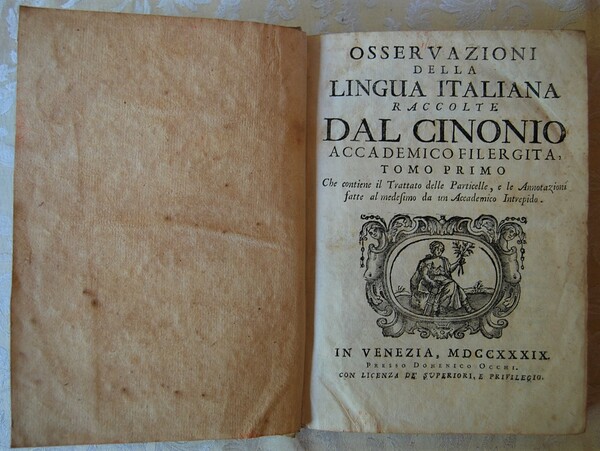 OSSERVAZIONI
DELLA
LINGUA ITALIANA
RACCOLTE
DAL CINONIO
ACCADEMICO FILERGITA,
TOMO PRIMO
Che contiene il Trattato delle Particelle, e le Annotazioni
fatte al medesimo da un Accademico Intrepido.
IN VENEZIA, MDCCXXXIX.
PRESSO DOMENICO OCCHI.
CON LICENZA DE' SUPERIORI, E PRIVILEGIO.